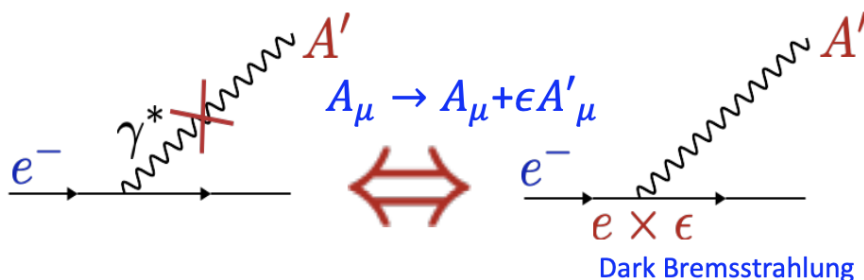 A′
γ*
e⁻
A_μ → A_μ+ϵA′_μ
A′
e⁻
e × ϵ
Dark Bremsstrahlung